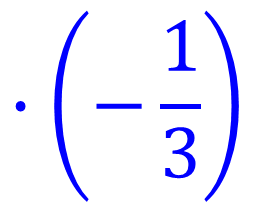 · (− 1/3)